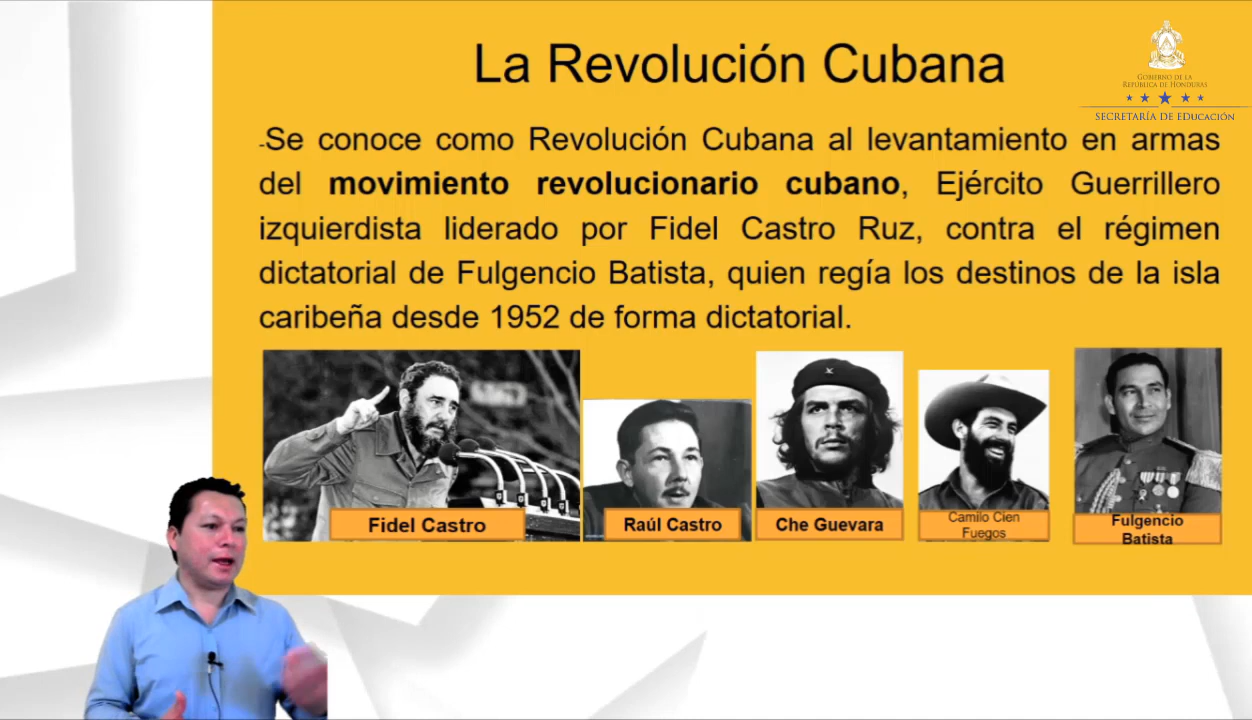 La Revolución Cubana
GOBIERNO DE LA
REPÚBLICA DE HONDURAS
SECRETARÍA DE EDUCACIÓN
-Se conoce como Revolución Cubana al levantamiento en armas
del movimiento revolucionario cubano, Ejército Guerrillero
izquierdista liderado por Fidel Castro Ruz, contra el régimen
dictatorial de Fulgencio Batista, quien regía los destinos de la isla
caribeña desde 1952 de forma dictatorial.
Fidel Castro
Raúl Castro
Che Guevara
Camilo Cien
Fuegos
Fulgencio
Batista